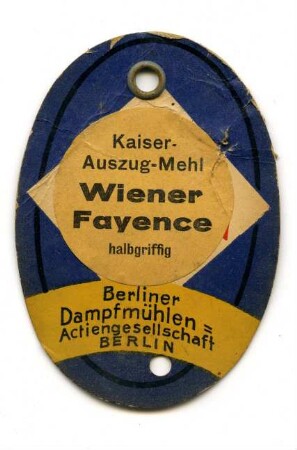 Kaiser-
Auszug-Mehl
Wiener
Fayence
halbgriffig
Berliner
Dampfmühlen=
Actiengesellschaft
BERLIN